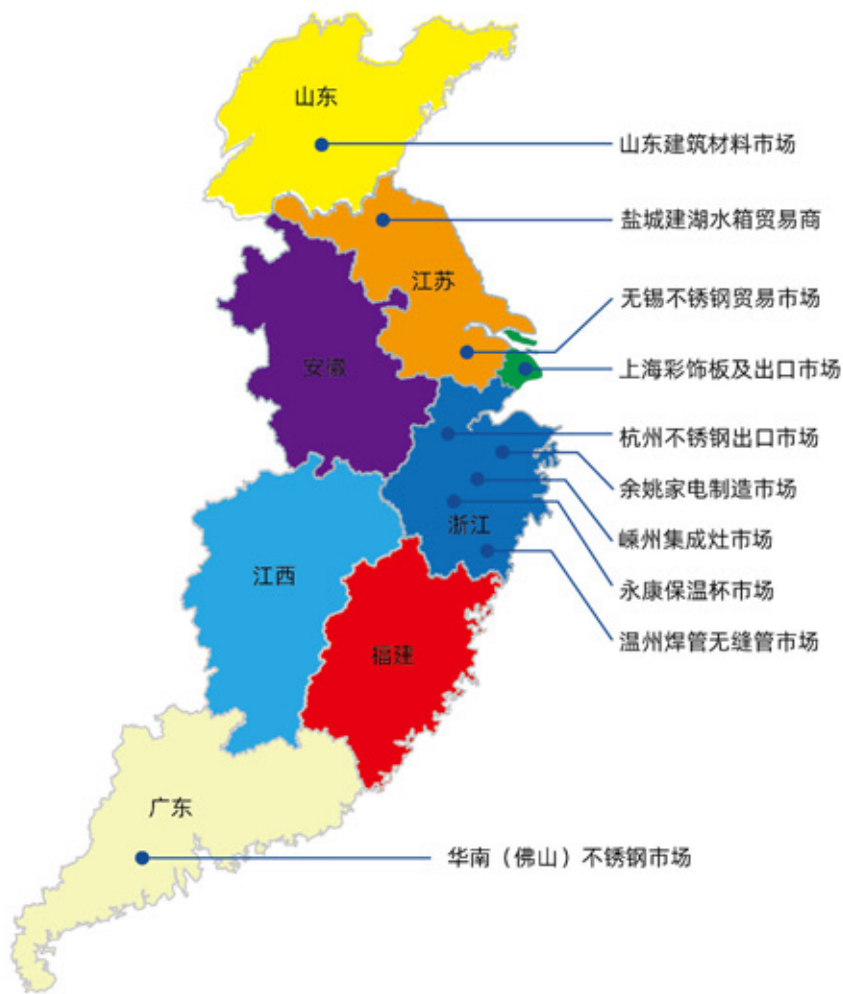 山东
山东建筑材料市场
盐城建湖水箱贸易商
江苏
无锡不锈钢贸易市场
安徽
上海彩饰板及出口市场
杭州不锈钢出口市场
余姚家电制造市场
浙江
嵊州集成灶市场
江西
永康保温杯市场
温州焊管无缝管市场
福建
广东
华南（佛山）不锈钢市场